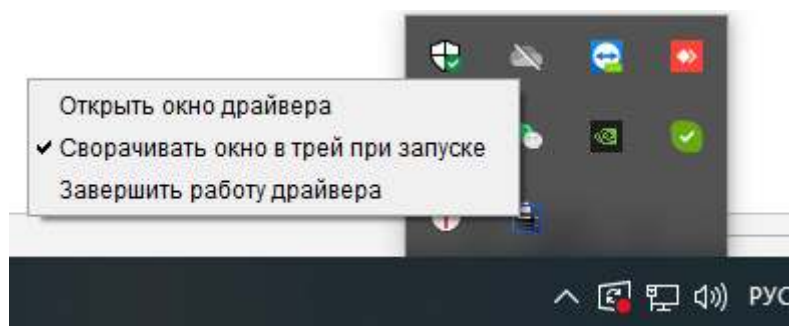 Открыть окно драйвера
Сворачивать окно в трей при запуске
Завершить работу драйвера
РУС